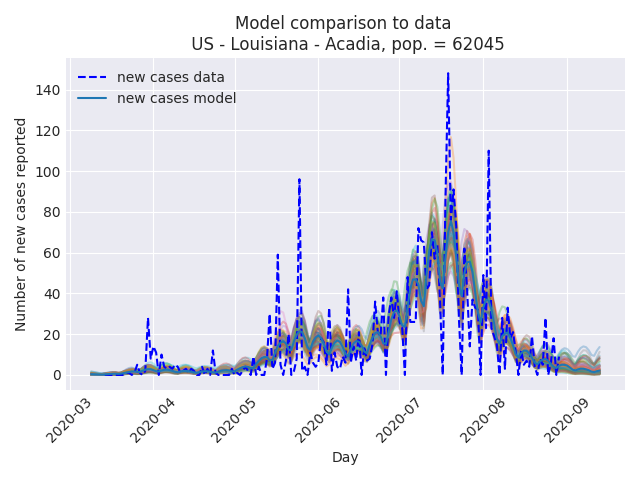 Model comparison to data
US - Louisiana - Acadia, pop. = 62045
new cases data
new cases model
Number of new cases reported
140
120
100
80
60
40
20
0
2020-03
2020-04
2020-05
2020-06
2020-07
2020-08
2020-09
Day